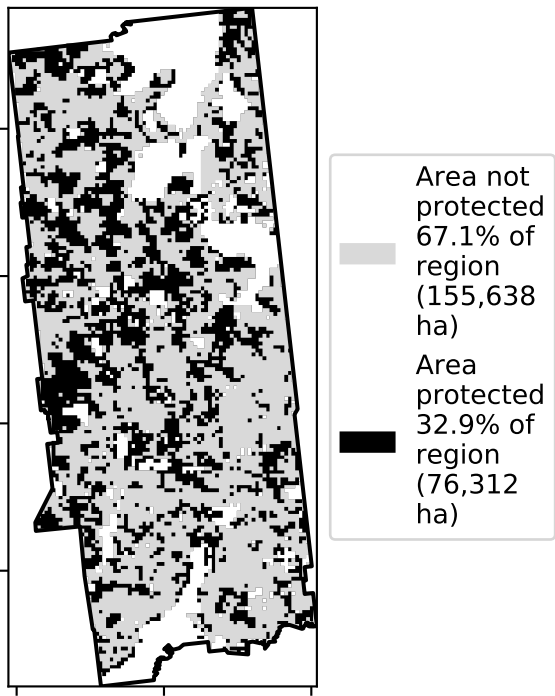 Area not
protected
67.1% of
region
(155,638
ha)
Area
protected
32.9% of
region
(76,312
ha)